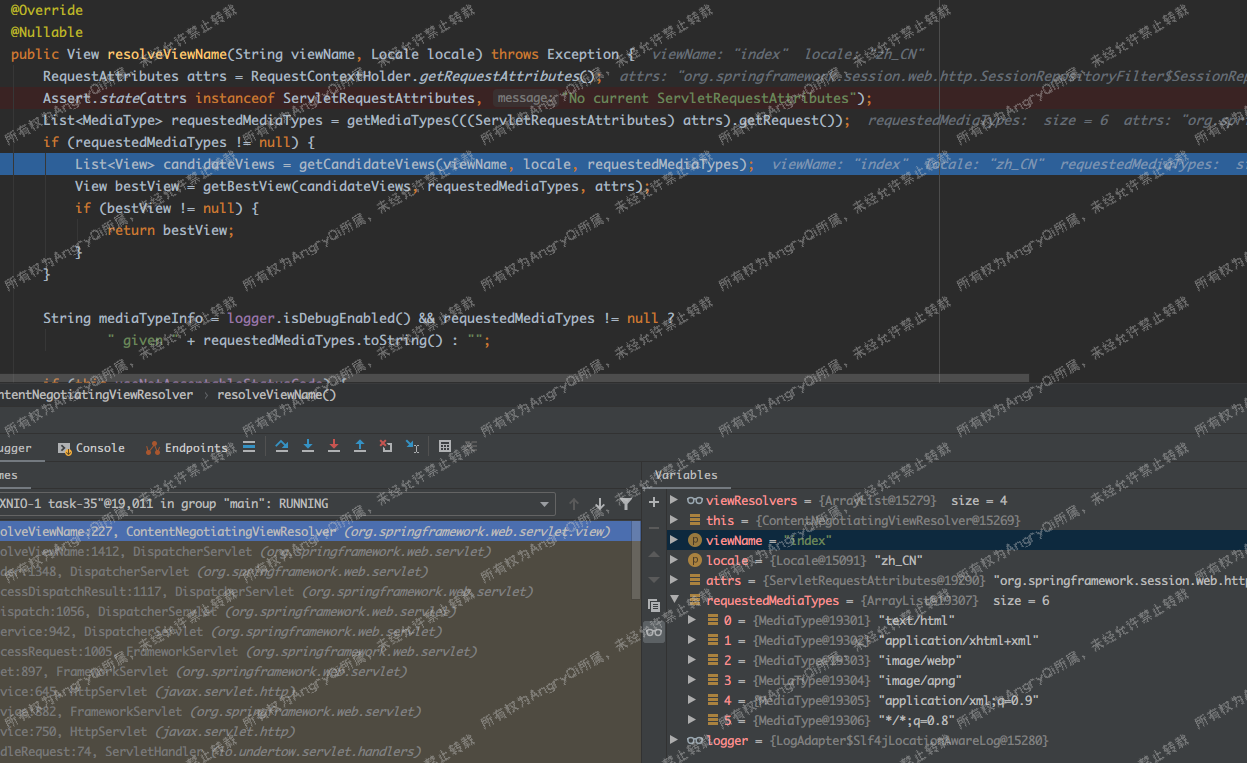 @Override
@Nullable
public View resolveViewName(String viewName, Locale locale) throws Exception { viewName: "index" locale: "zh_CN"
RequestAttributes attrs = RequestContextHolder.getRequestAttributes(); attrs: "org.springframework.session.web.http.SessionRepositoryFilter$SessionRep
Assert.state(attrs instanceof ServletRequestAttributes, message: "No current ServletRequestAttributes");
List<MediaType> requestedMediaTypes = getMediaTypes(((ServletRequestAttributes) attrs).getRequest()); requestedMediaTypes: size = 6 attrs: "org.spr
if (requestedMediaTypes != null) {
List<View> candidateViews = getCandidateViews(viewName, locale, requestedMediaTypes); viewName: "index" locale: "zh_CN" requestedMediaTypes: si
View bestView = getBestView(candidateViews, requestedMediaTypes, attrs);
if (bestView != null) {
return bestView;
}
}
String mediaTypeInfo = logger.isDebugEnabled() && requestedMediaTypes != null ?
" given " + requestedMediaTypes.toString() : "";
if (this.useNotAcceptableStatusCode) {
ntentNegotiatingViewResolver › resolveViewName()
ugger Console Endpoints
mes
XNIO-1 task-35"@19,011 in group "main": RUNNING
olveViewName:227, ContentNegotiatingViewResolver (org.springframework.web.servlet.view)
olveViewName:1412, DispatcherServlet (org.springframework.web.servlet)
der:1348, DispatcherServlet (org.springframework.web.servlet)
cessDispatchResult:1117, DispatcherServlet (org.springframework.web.servlet)
ispatch:1056, DispatcherServlet (org.springframework.web.servlet)
ervice:942, DispatcherServlet (org.springframework.web.servlet)
cessRequest:1005, FrameworkServlet (org.springframework.web.servlet)
et:897, FrameworkServlet (org.springframework.web.servlet)
vice:645, HttpServlet (javax.servlet.http)
vice:882, FrameworkServlet (org.springframework.web.servlet)
vice:750, HttpServlet (javax.servlet.http)
dleRequest:74, ServletHandler (io.undertow.servlet.handlers)
Variables
viewResolvers = {ArrayList@15279} size = 4
this = {ContentNegotiatingViewResolver@15269}
viewName = "index"
locale = {Locale@15091} "zh_CN"
attrs = {ServletRequestAttributes@19290} "org.springframework.session.web.htt
requestedMediaTypes = {ArrayList@19307} size = 6
0 = {MediaType@19301} "text/html"
1 = {MediaType@19302} "application/xhtml+xml"
2 = {MediaType@19303} "image/webp"
3 = {MediaType@19304} "image/apng"
4 = {MediaType@19305} "application/xml;q=0.9"
5 = {MediaType@19306} "*/*;q=0.8"
logger = {LogAdapter$Slf4jLocationAwareLog@15280}
所有权为AngryQi所属，未经允许禁止转载